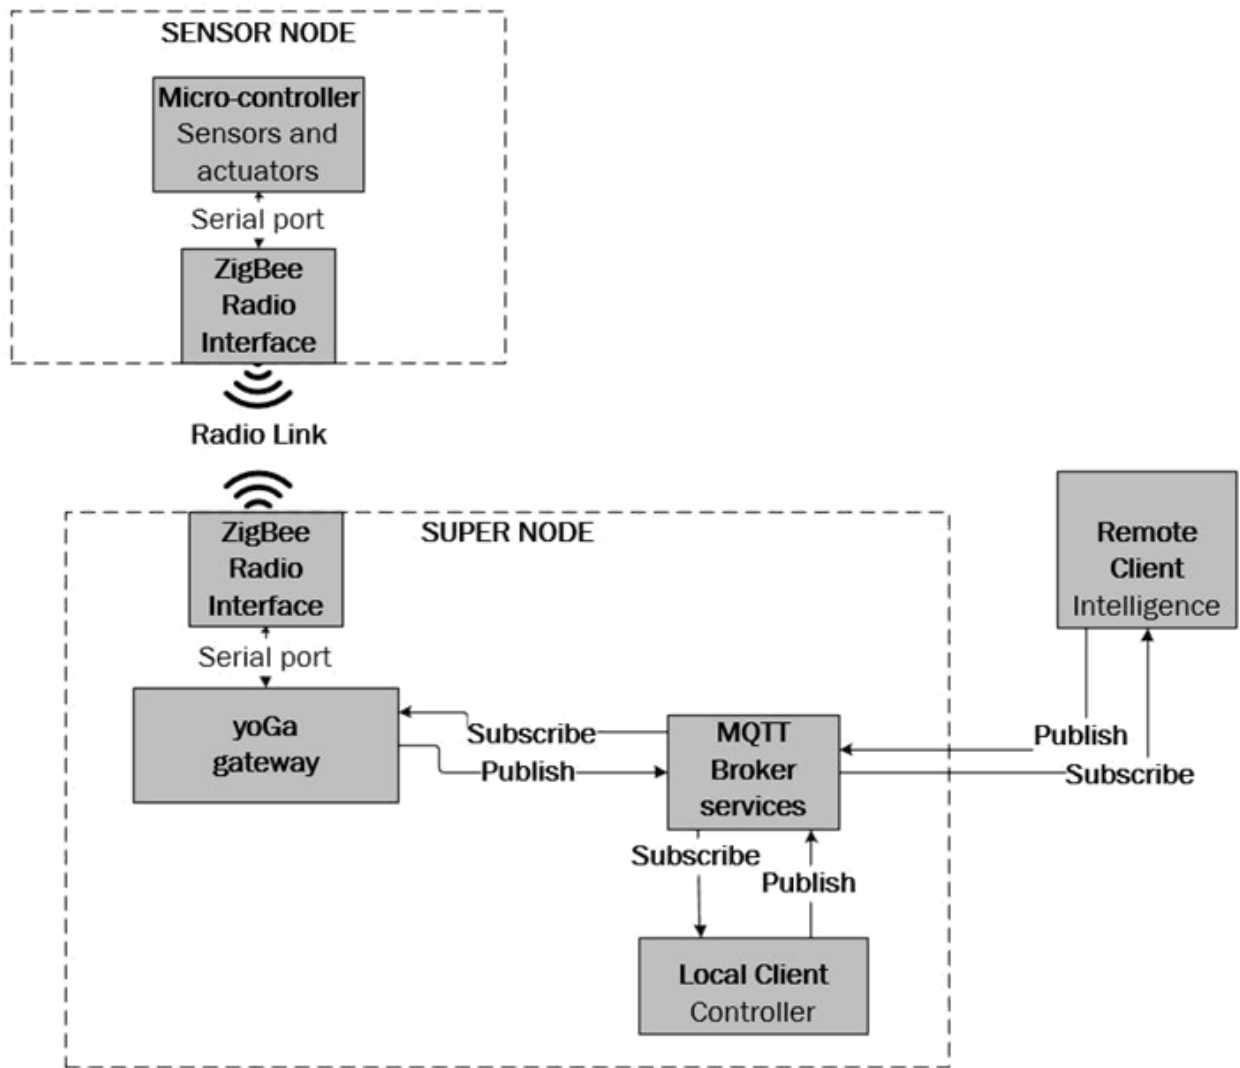 SENSOR NODE
Micro-controller
Sensors and
actuators
Serial port
ZigBee
Radio
Interface
Radio Link
ZigBee
Radio
Interface
SUPER NODE
Serial port
yoGa
gateway
Subscribe
Publish
MQTT
Broker
services
Subscribe
Publish
Local Client
Controller
Remote
Client
Intelligence
Publish
Subscribe